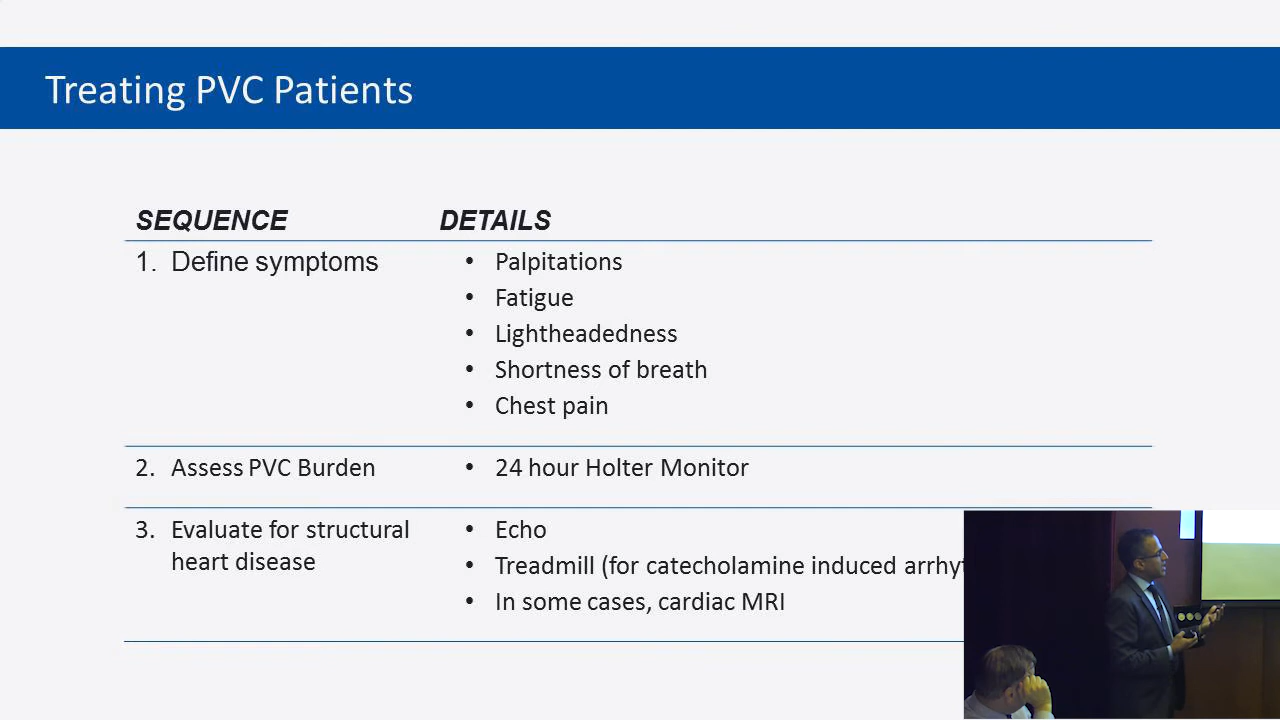 Treating PVC Patients
SEQUENCE DETAILS
1. Define symptoms • Palpitations
• Fatigue
• Lightheadedness
• Shortness of breath
• Chest pain
2. Assess PVC Burden • 24 hour Holter Monitor
3. Evaluate for structural • Echo
heart disease • Treadmill (for catecholamine induced
• In some cases, cardiac MRI